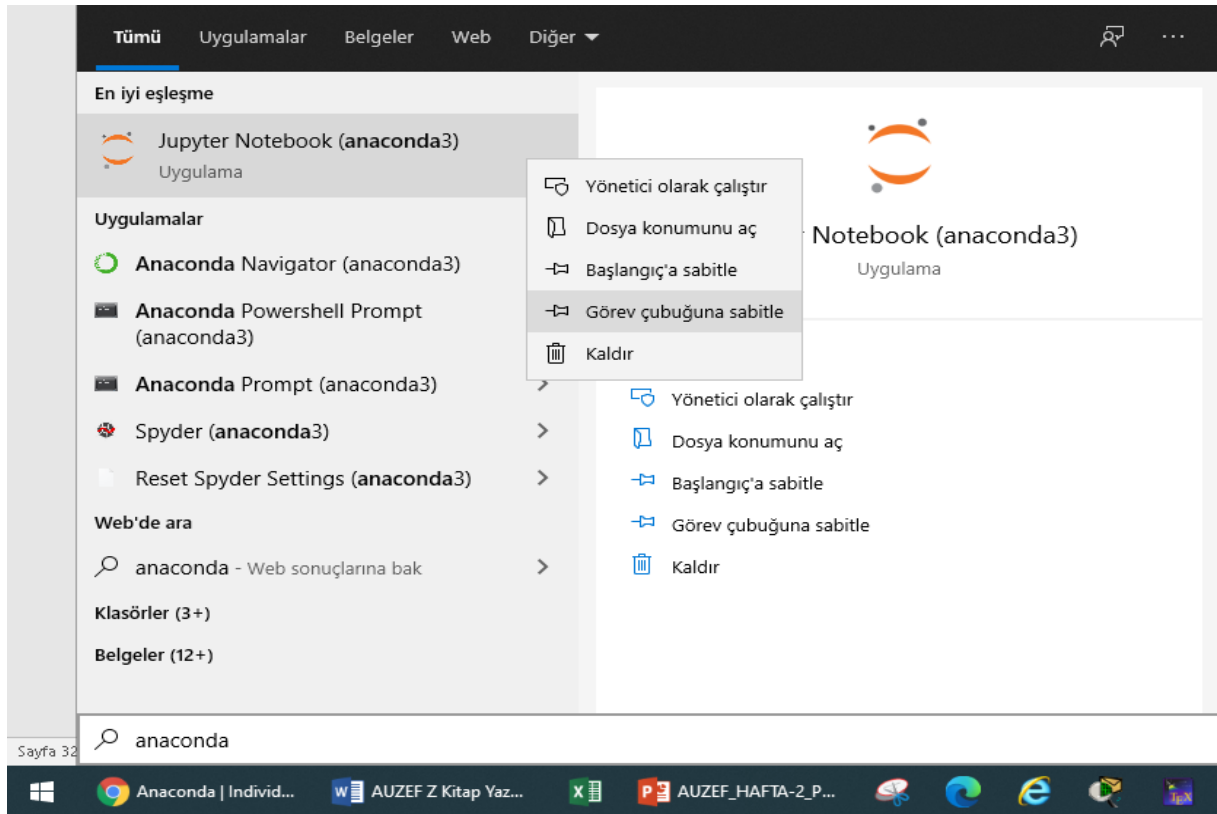 Tümü Uygulamalar Belgeler Web Diğer
En iyi eşleşme
Jupyter Notebook (anaconda3)
Uygulama
Uygulamalar
Anaconda Navigator (anaconda3)
Anaconda Powershell Prompt
(anaconda3)
Anaconda Prompt (anaconda3)
Spyder (anaconda3)
Reset Spyder Settings (anaconda3)
Web'de ara
anaconda - Web sonuçlarına bak
Klasörler (3+)
Belgeler (12+)
Yönetici olarak çalıştır
Dosya konumunu aç
Başlangıç'a sabitle
Görev çubuğuna sabitle
Kaldır
Notebook (anaconda3)
Uygulama
Yönetici olarak çalıştır
Dosya konumunu aç
Başlangıç'a sabitle
Görev çubuğuna sabitle
Kaldır
anaconda
Sayfa 32
Anaconda | Individ... AUZEF Z Kitap Yaz... AUZEF_HAFTA-2_P... TEX